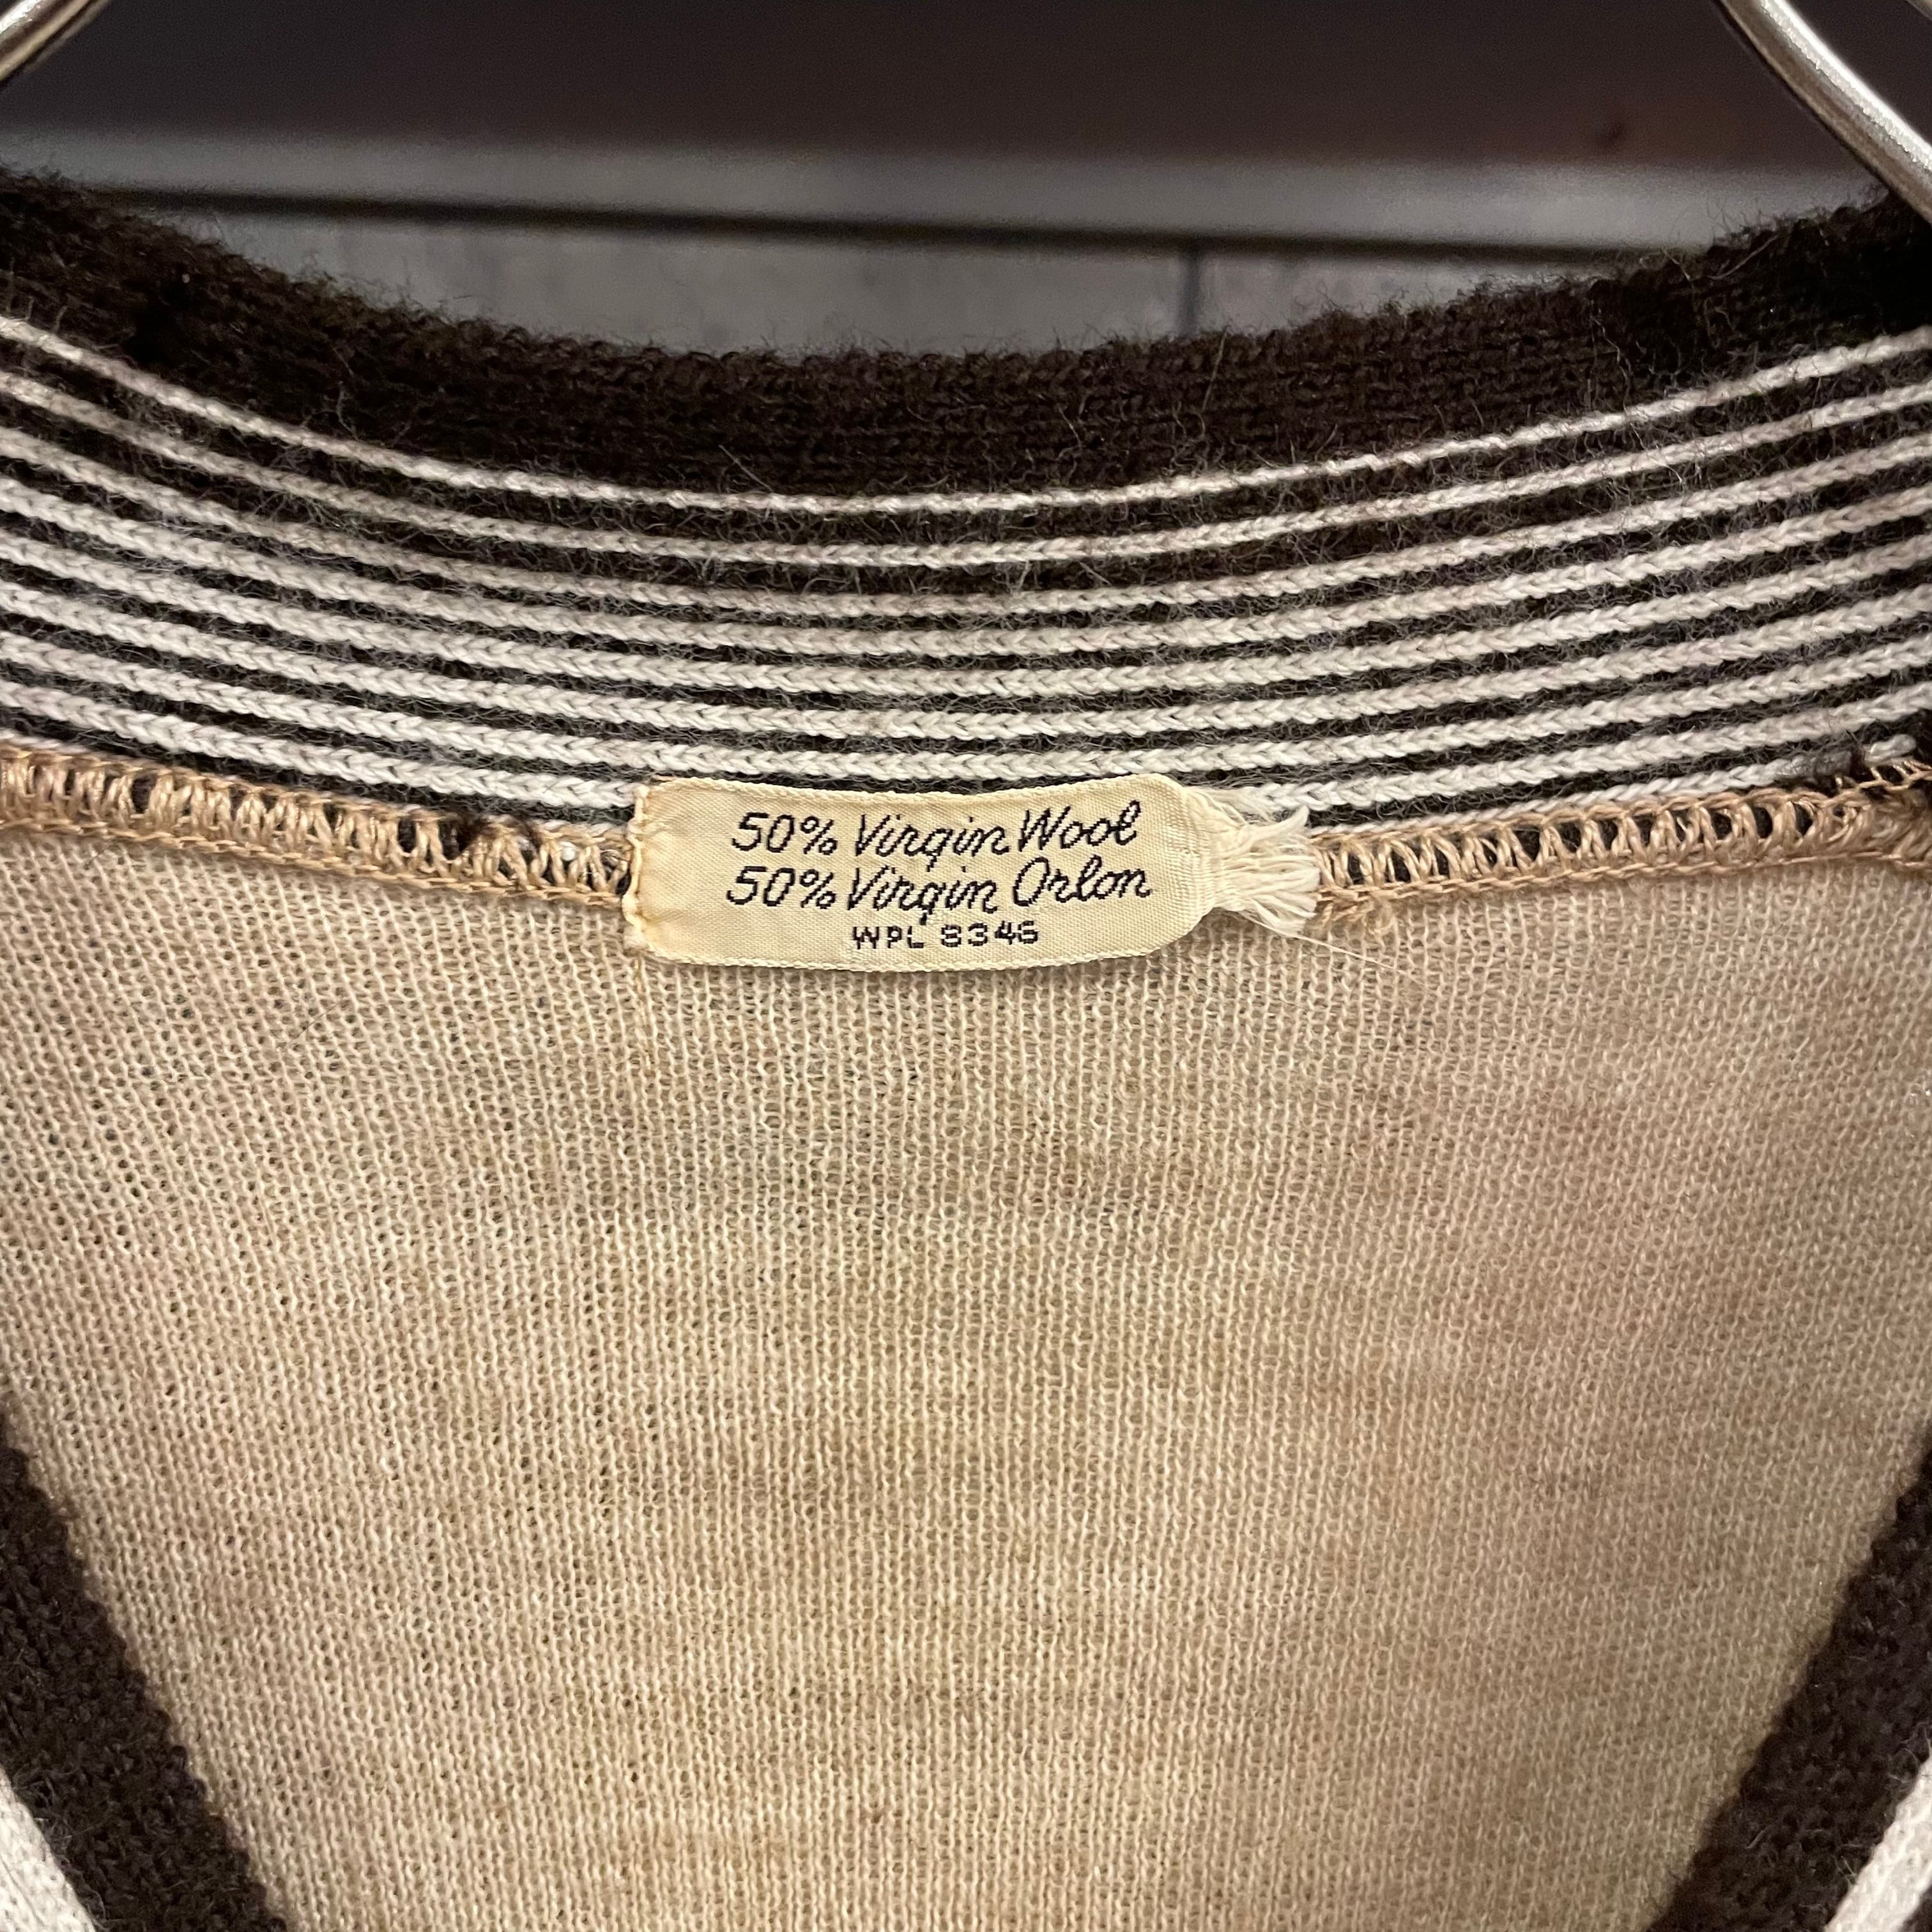 50% Virgin Wool
50% Virgin Orlon
WPL 8346